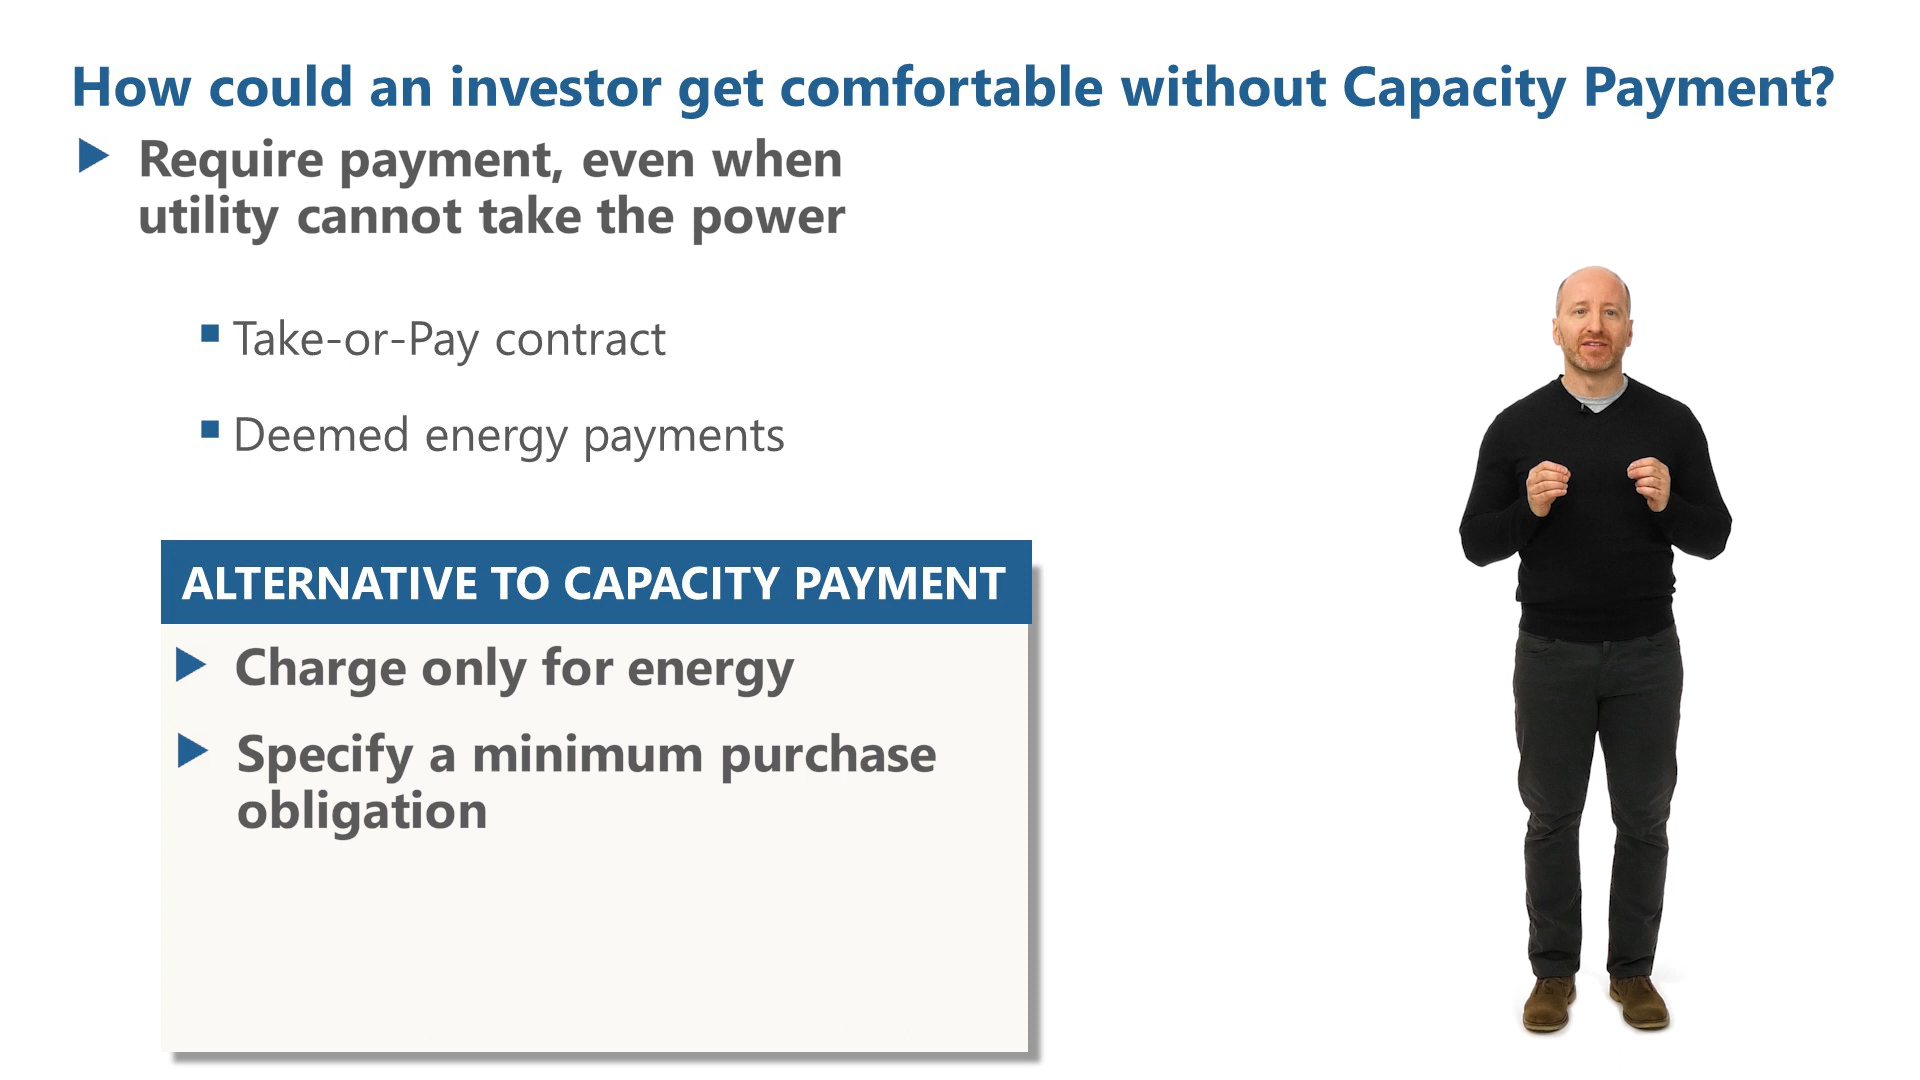 How could an investor get comfortable without Capacity Payment?
Require payment, even when
utility cannot take the power
Take-or-Pay contract
Deemed energy payments
ALTERNATIVE TO CAPACITY PAYMENT
Charge only for energy
Specify a minimum purchase
obligation